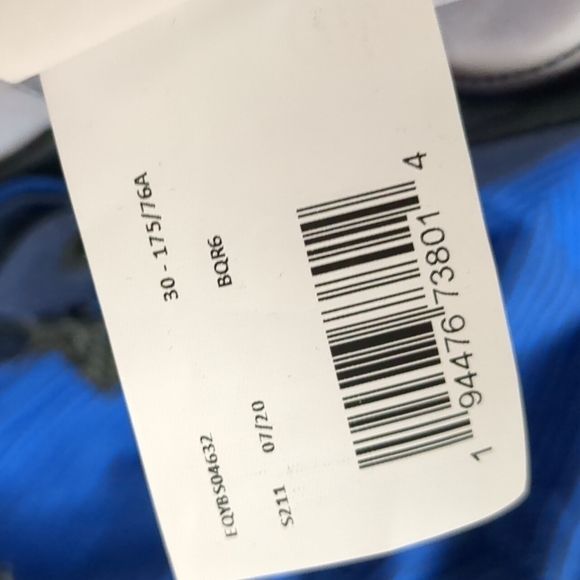 30 - 175/76A
EQYBS04632 BQR6
S211 07/20
1 94476 73801 4